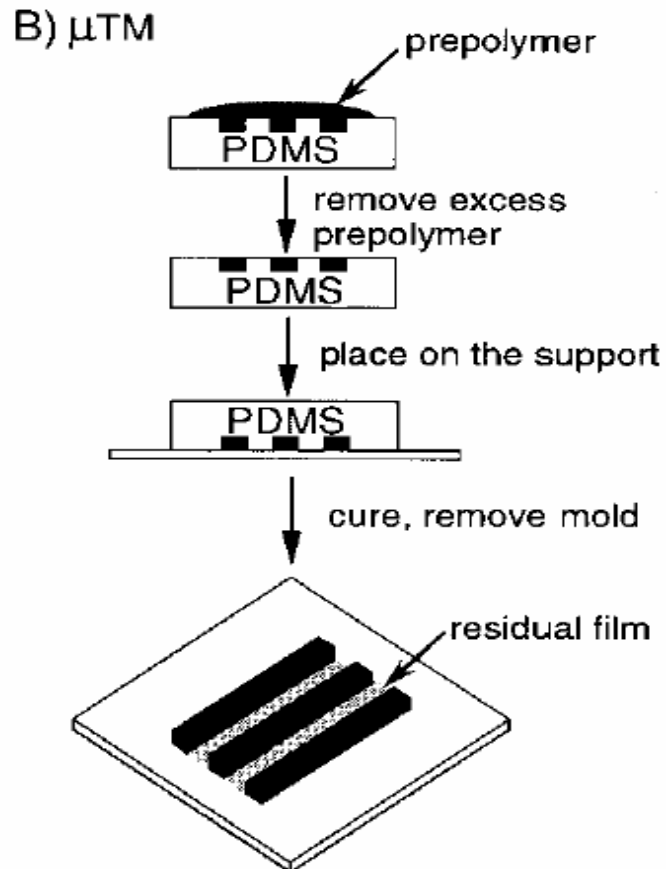 B) μTM
prepolymer
PDMS
remove excess
prepolymer
PDMS
place on the support
PDMS
cure, remove mold
residual film